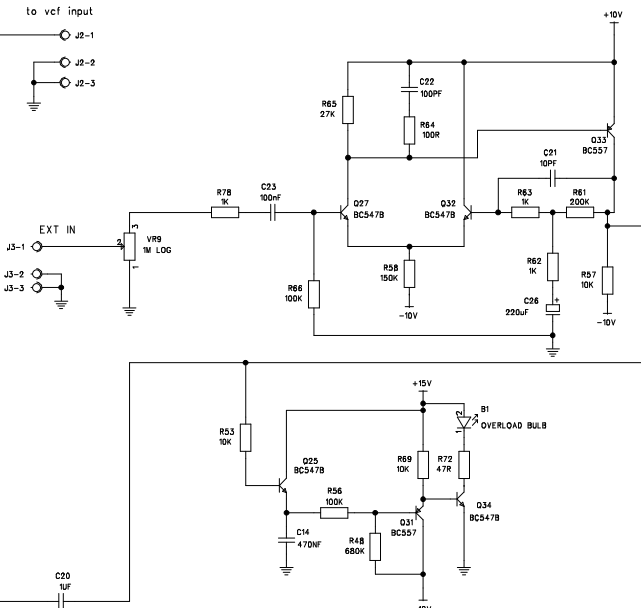 to vcf input
J2-1
J2-2
J2-3
+10V
C22
100PF
R65
27K
R64
100R
Q33
BC557
C21
10PF
R78
1K
C23
100nF
Q27
BC547B
Q32
BC547B
R63
1K
R61
200K
EXT IN
J3-1
J3-2
J3-3
3
2
1
VR9
1M LOG
R58
150K
-10V
R62
1K
R57
10K
-10V
R66
100K
C26
220uF
+
+15V
B1
OVERLOAD BULB
2
1
R53
10K
Q25
BC547B
R69
10K
R72
47R
R56
100K
Q34
BC547B
Q31
BC557
C14
470NF
R48
680K
C20
1UF